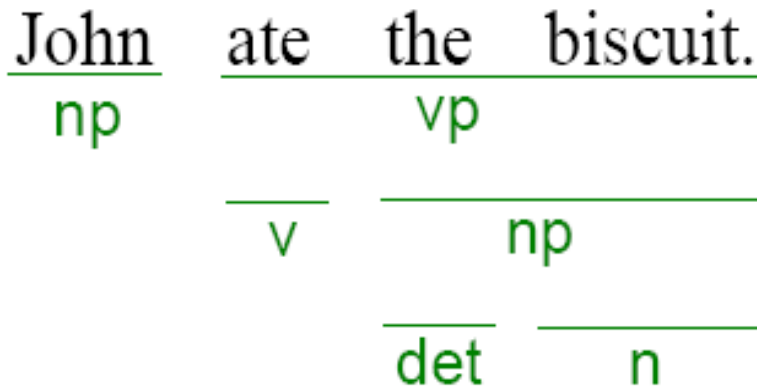 John ate the biscuit.
np vp
v np
det n